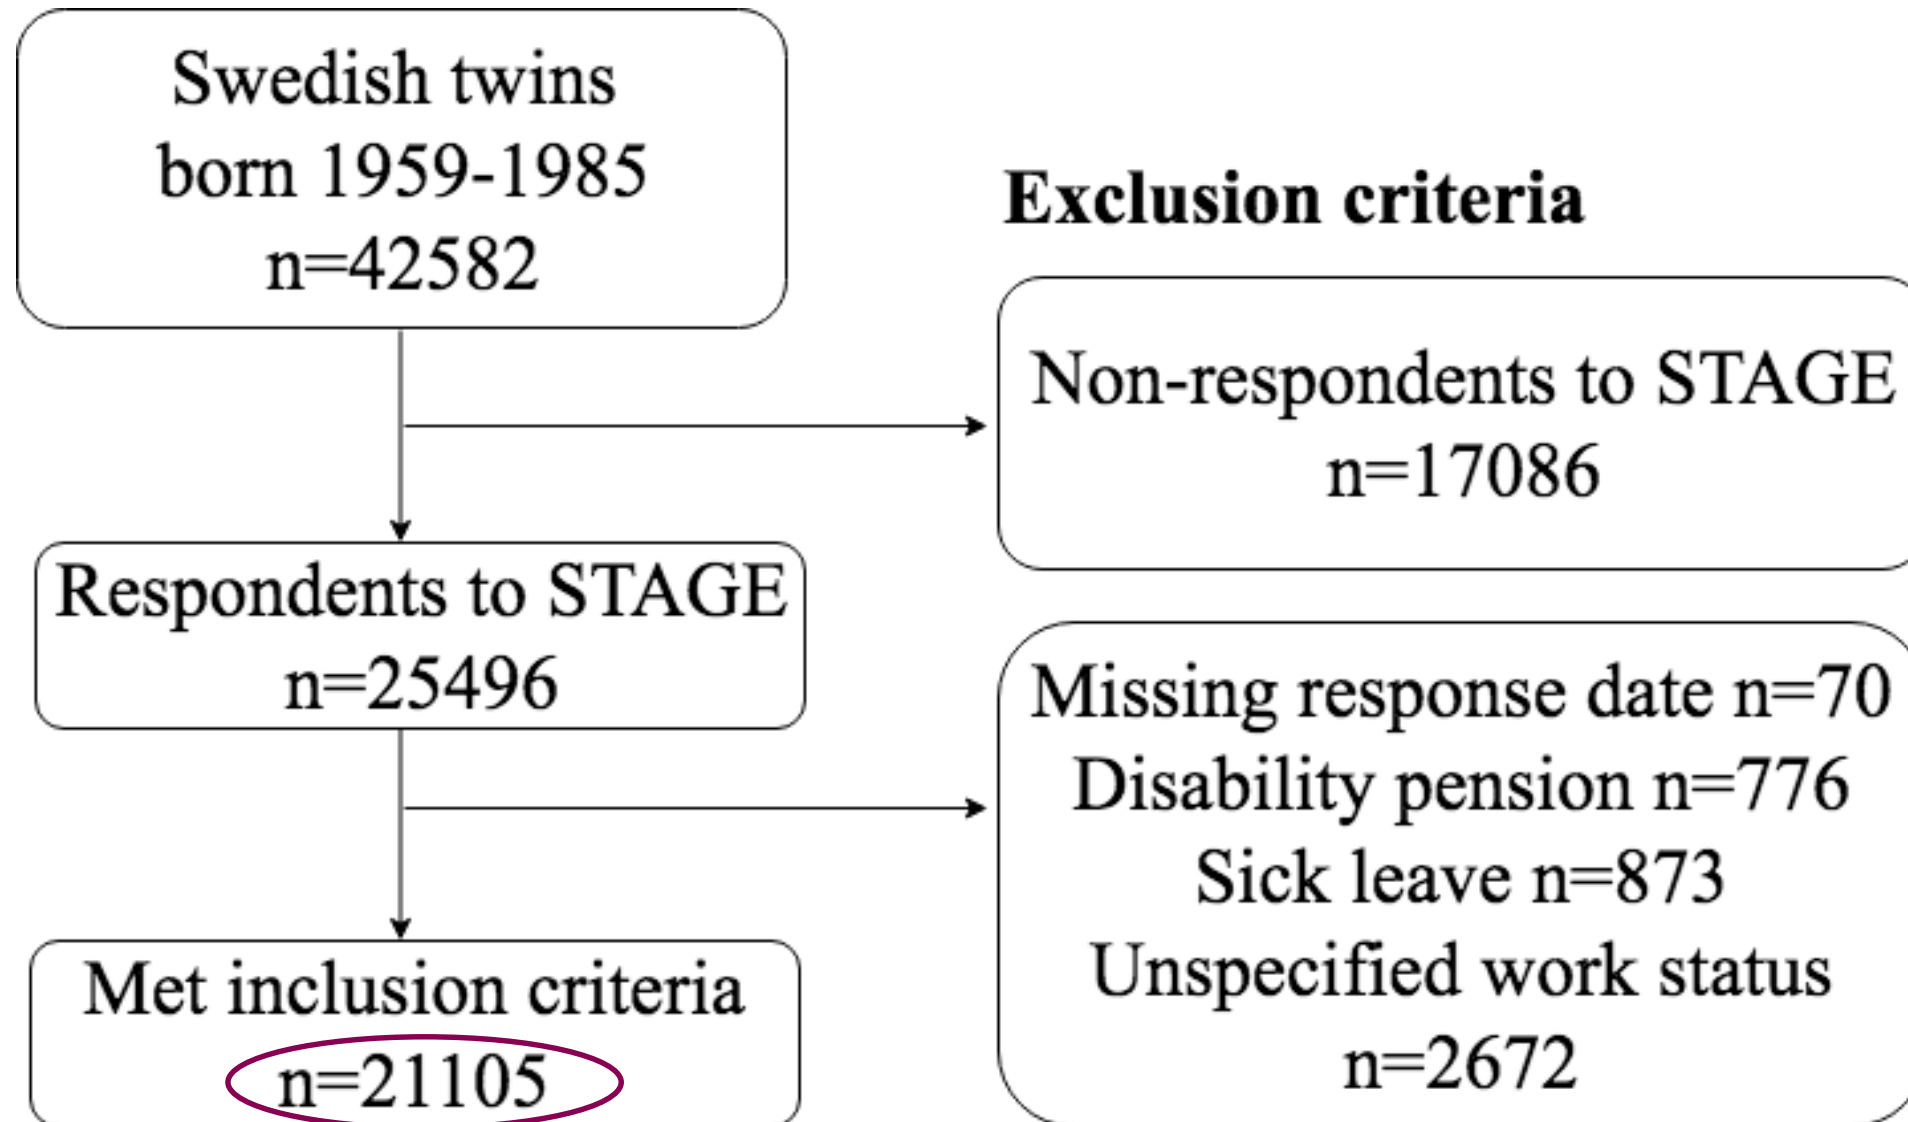 Swedish twins
born 1959-1985
n=42582
Exclusion criteria
Non-respondents to STAGE
n=17086
Respondents to STAGE
n=25496
Missing response date n=70
Disability pension n=776
Sick leave n=873
Unspecified work status
n=2672
Met inclusion criteria
n=21105